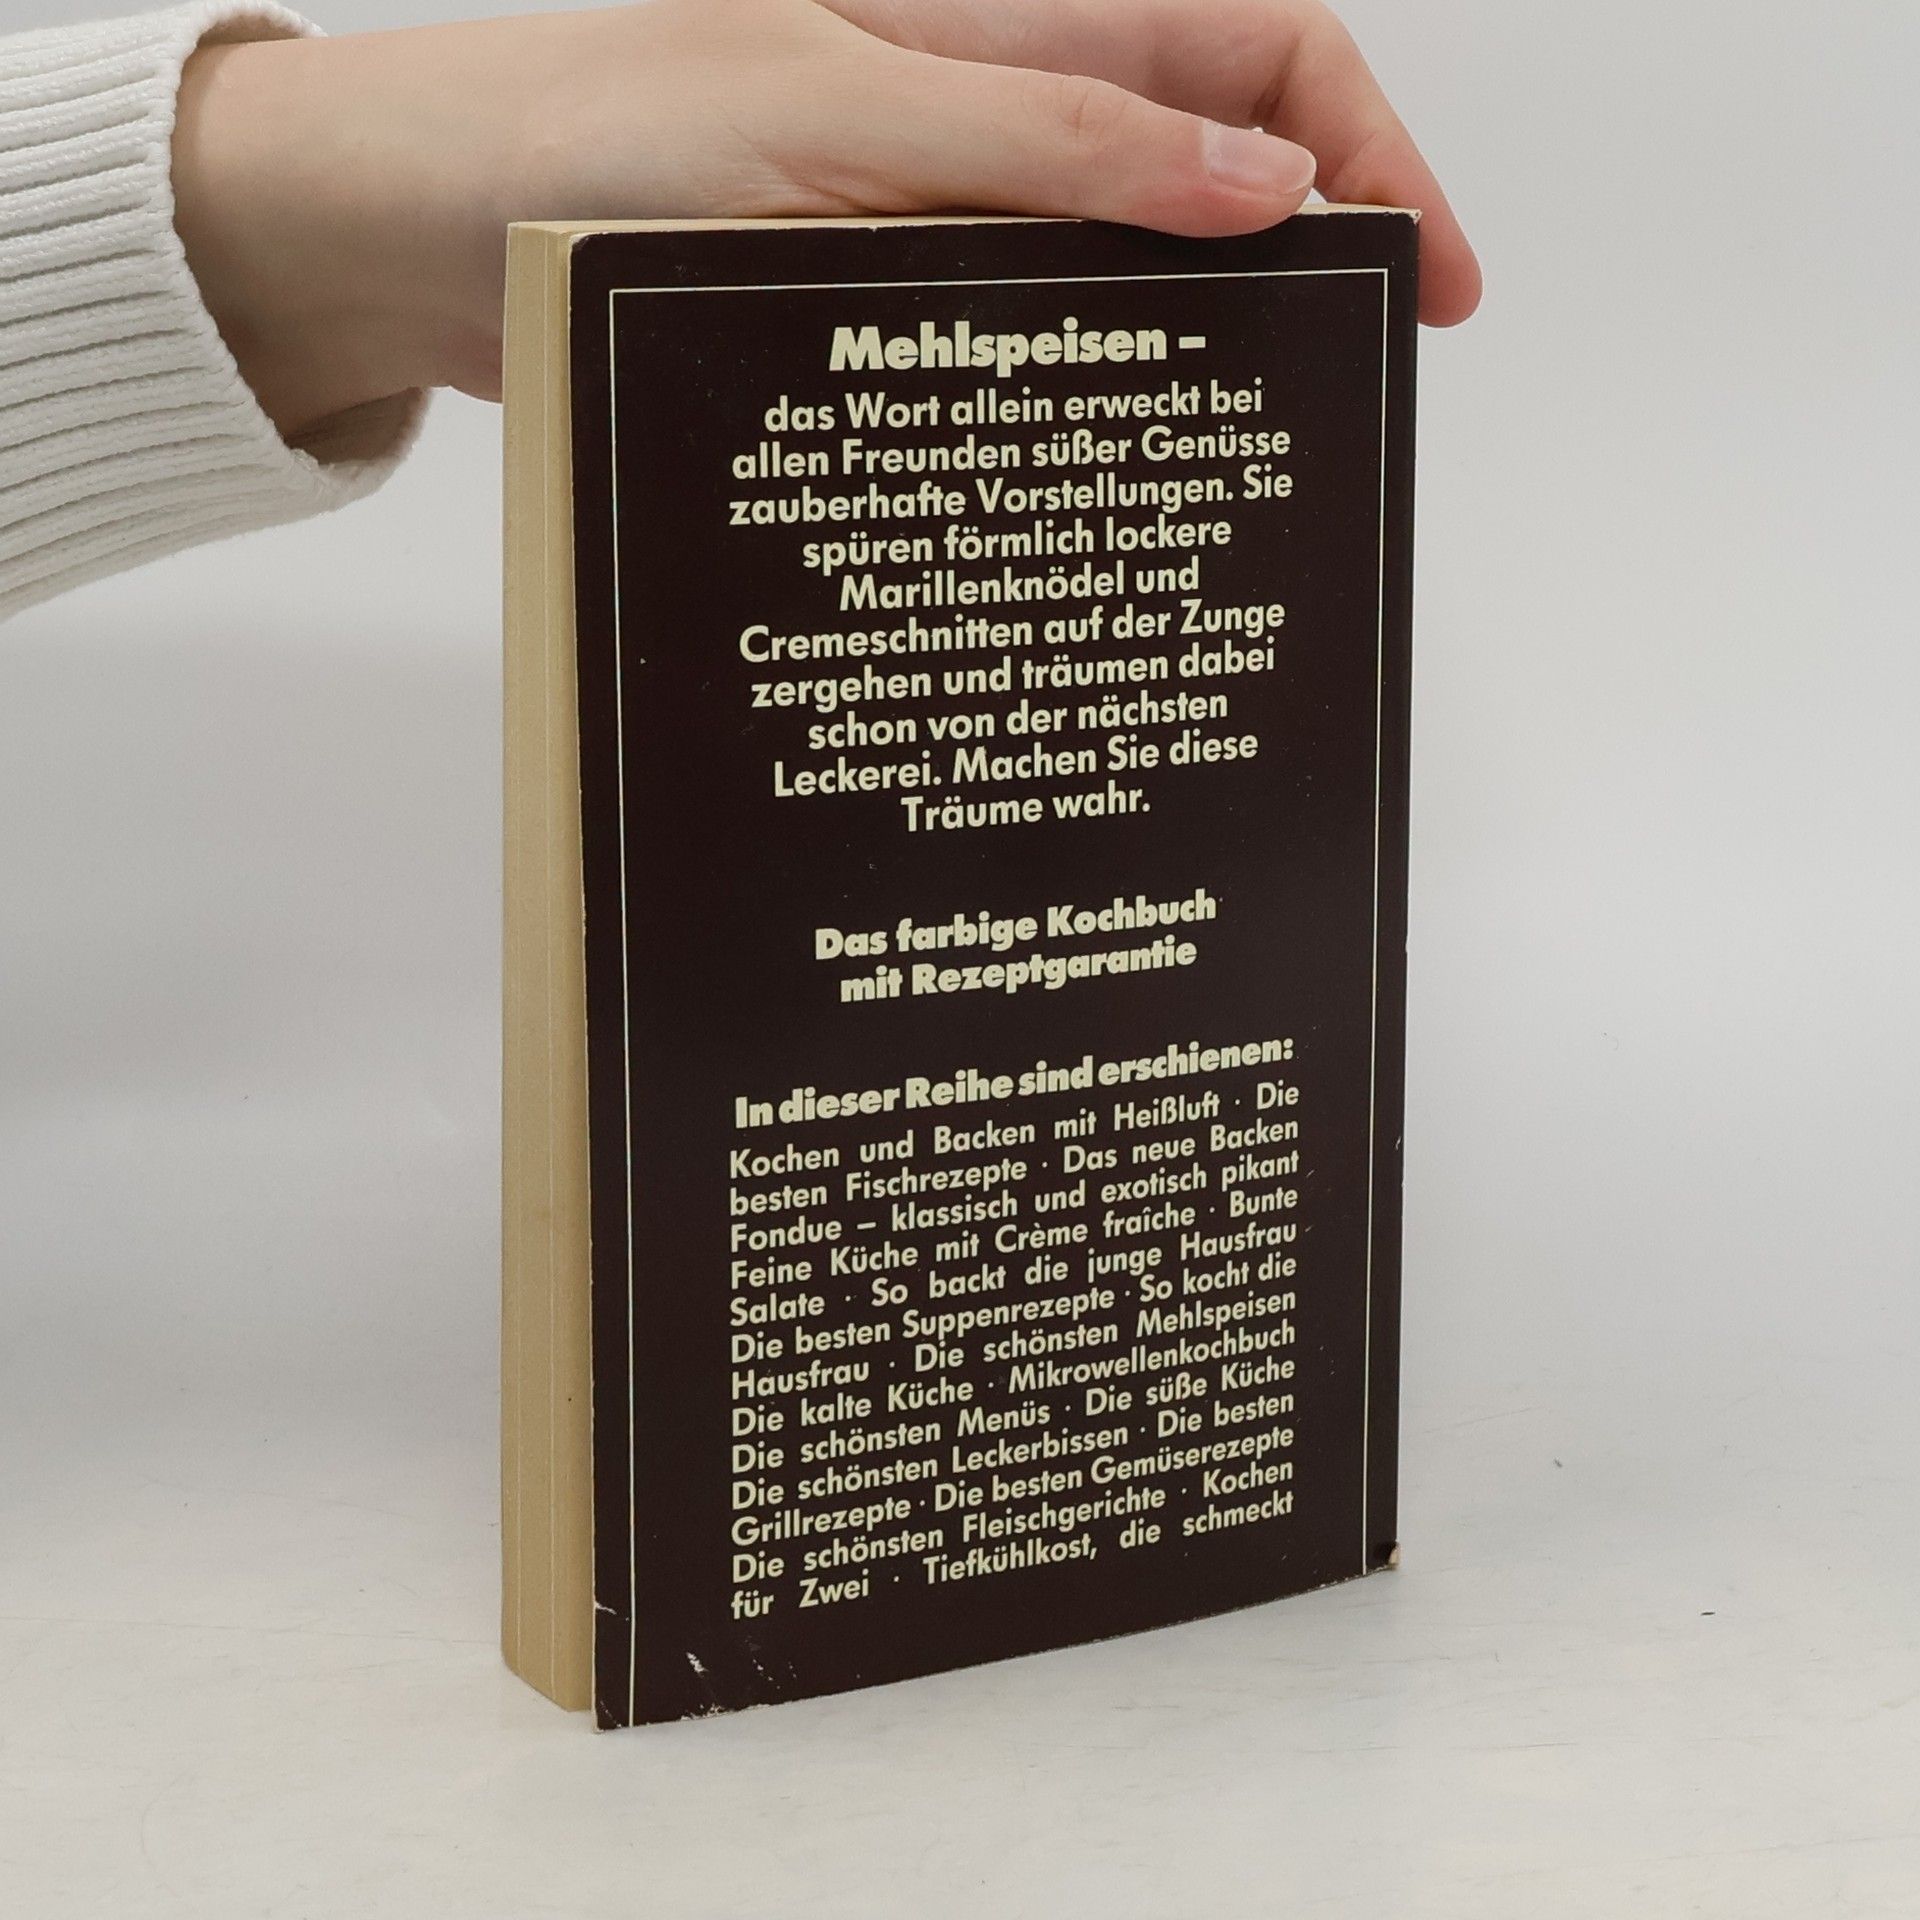 Mehlspeisen –
das Wort allein erweckt bei
allen Freunden süßer Genüsse
zauberhafte Vorstellungen. Sie
spüren förmlich lockere
Marillenknödel und
Cremeschnitten auf der Zunge
zergehen und träumen dabei
schon von der nächsten
Leckerei. Machen Sie diese
Träume wahr.
Das farbige Kochbuch
mit Rezeptgarantie
In dieser Reihe sind erschienen:
Kochen und Backen mit Heißluft · Die
besten Fischrezepte · Das neue Backen
Fondue – klassisch und exotisch pikant
Feine Küche mit Crème fraîche · Bunte
Salate · So backt die junge Hausfrau
Die besten Suppenrezepte · So kocht die
Hausfrau · Die schönsten Mehlspeisen
Die kalte Küche · Mikrowellenkochbuch
Die schönsten Menüs · Die süße Küche
Die schönsten Leckerbissen · Die besten
Grillrezepte · Die besten Gemüserezepte
Die schönsten Fleischgerichte · Kochen
für Zwei · Tiefkühlkost, die schmeckt